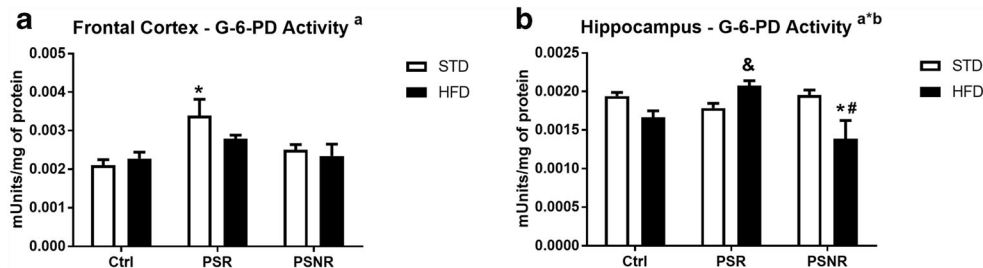 a
Frontal Cortex - G-6-PD Activity a
mUnits/mg of protein
0.005
0.004
0.003
0.002
0.001
0.000
*
Ctrl
PSR
PSNR
STD
HFD
b
Hippocampus - G-6-PD Activity a*b
mUnits/mg of protein
0.0025
0.0020
0.0015
0.0010
0.0005
0.0000
&
*#
Ctrl
PSR
PSNR
STD
HFD